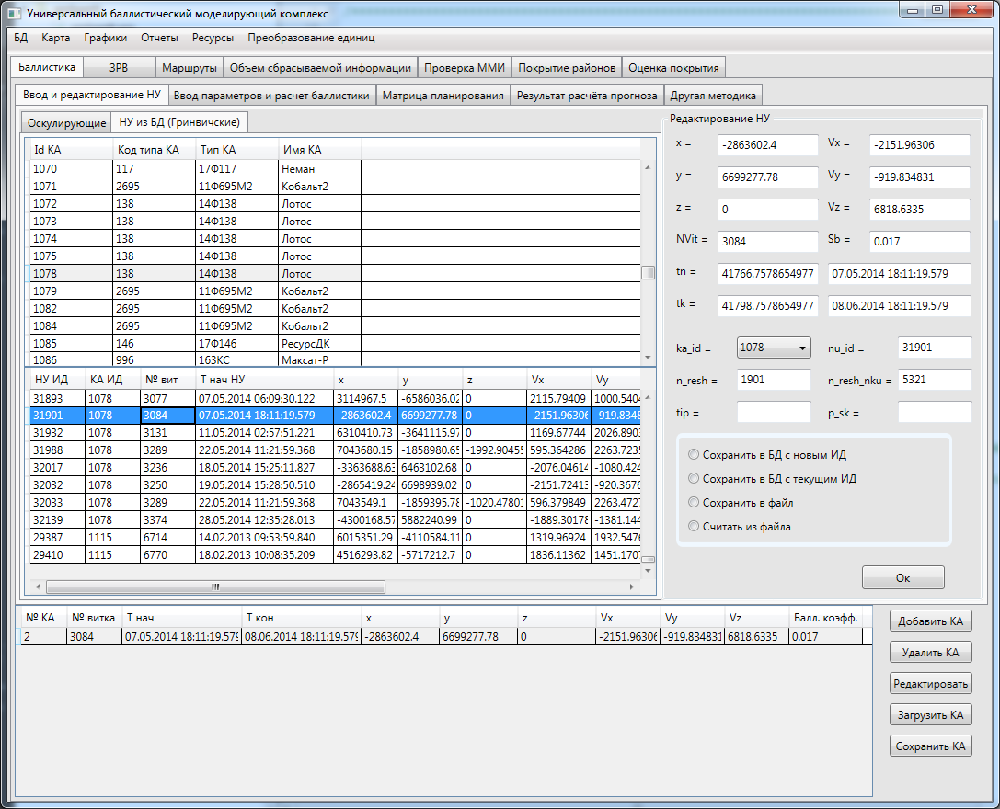 Универсальный баллистический моделирующий комплекс
БД Карта Графики Отчеты Ресурсы Преобразование единиц
Баллистика ЗРВ Маршруты Объем сбрасываемой информации Проверка ММИ Покрытие районов Оценка покрытия
Ввод и редактирование НУ Ввод параметров и расчет баллистики Матрица планирования Результат расчёта прогноза Другая методика
Оскулирующие НУ из БД (Гринвичские)
Id КА Код типа КА Тип КА Имя КА
1070 117 17Ф117 Неман
1071 2695 11Ф695М2 Кобальт2
1072 138 14Ф138 Лотос
1073 138 14Ф138 Лотос
1074 138 14Ф138 Лотос
1075 138 14Ф138 Лотос
1078 138 14Ф138 Лотос
1079 2695 11Ф695М2 Кобальт2
1082 2695 11Ф695М2 Кобальт2
1084 2695 11Ф695М2 Кобальт2
1085 146 17Ф146 РесурсДК
1086 996 163КС Максат-Р
НУ ИД КА ИД № вит Т нач НУ x y z Vx Vy
31893 1078 3077 07.05.2014 06:09:30.122 3114967.5 -6586036.02 0 2115.79409 1000.5404
31901 1078 3084 07.05.2014 18:11:19.579 -2863602.4 6699277.78 0 -2151.96306 -919.8348
31932 1078 3131 11.05.2014 02:57:51.221 6310410.73 -3641115.97 0 1169.67744 2026.8903
31988 1078 3289 22.05.2014 11:21:59.368 7043680.15 -1858980.65 -1992.90455 595.364286 2263.7235
32017 1078 3236 18.05.2014 15:25:11.827 -3363688.63 6463102.68 0 -2076.04614 -1080.424
32032 1078 3250 19.05.2014 15:28:50.510 -2865419.24 6698939.02 0 -2151.72413 -920.3676
32033 1078 3289 22.05.2014 11:21:59.368 7043549.1 -1859395.78 -1020.47801 596.379849 2263.4727
32139 1078 3374 28.05.2014 12:35:28.013 -4300168.57 5882240.99 0 -1889.30178 -1381.144
29387 1115 6714 14.02.2013 09:53:59.840 6015351.29 -4110584.11 0 1319.96924 1932.5476
29410 1115 6770 18.02.2013 10:08:35.209 4516293.82 -5717212.7 0 1836.11362 1451.1707
Редактирование НУ
x = -2863602.4 Vx = -2151.96306
y = 6699277.78 Vy = -919.834831
z = 0 Vz = 6818.6335
NVit = 3084 Sb = 0.017
tn = 41766.7578654977 07.05.2014 18:11:19.579
tk = 41798.7578654977 08.06.2014 18:11:19.579
ka_id = 1078 nu_id = 31901
n_resh = 1901 n_resh_nku = 5321
tip = p_sk =
Сохранить в БД с новым ИД
Сохранить в БД с текущим ИД
Сохранить в файл
Считать из файла
Ок
№ КА № витка Т нач Т кон x y z Vx Vy Vz Балл. коэфф.
2 3084 07.05.2014 18:11:19.579 08.06.2014 18:11:19.579 -2863602.4 6699277.78 0 -2151.96306 -919.834831 6818.6335 0.017
Добавить КА
Удалить КА
Редактировать
Загрузить КА
Сохранить КА